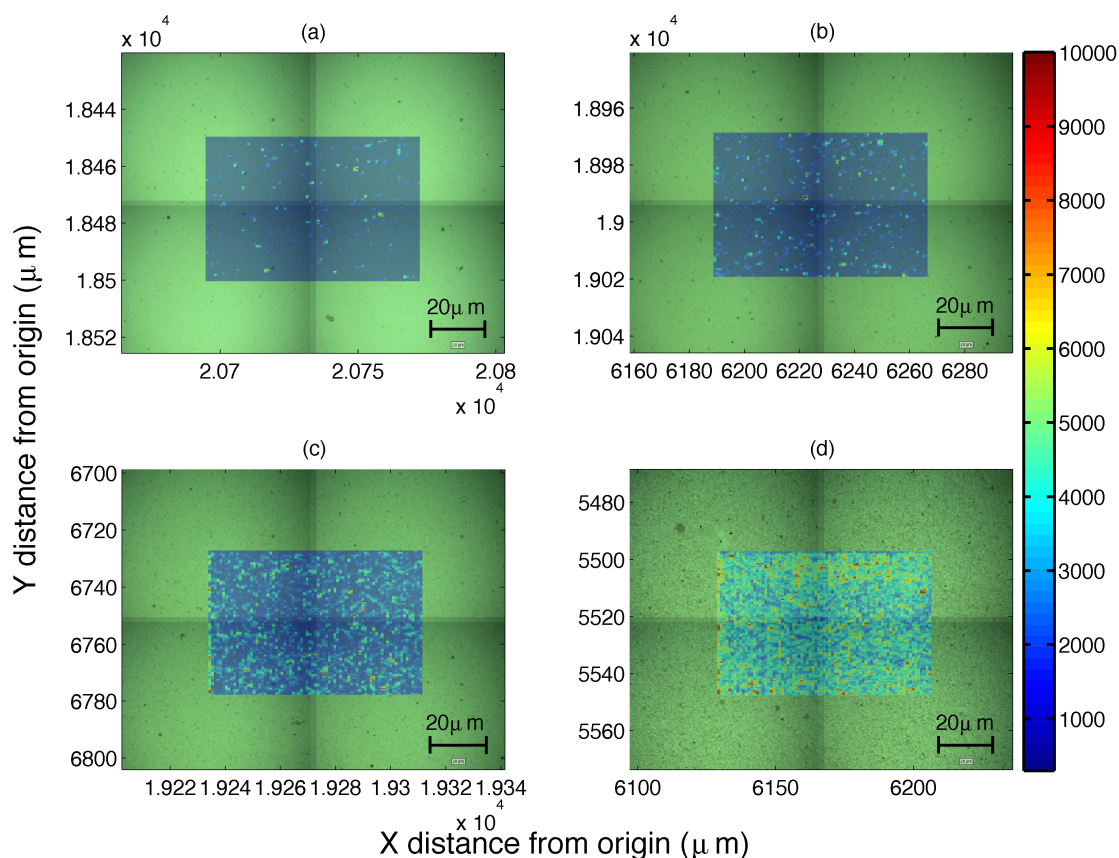 (a)
(b)
x 10 4
x 10 4
1.844
1.846
1.848
1.85
1.852
2.07
2.075
2.08
x 10 4
20μ m
1.896
1.898
1.9
1.902
1.904
6160 6180 6200 6220 6240 6260 6280
20μ m
10000
9000
8000
7000
6000
5000
4000
3000
2000
1000
Y distance from origin (μ m)
(c)
(d)
6700
6720
6740
6760
6780
6800
1.922 1.924 1.926 1.928 1.93 1.932 1.934
x 10 4
20μ m
5480
5500
5520
5540
5560
6100
6150
6200
20μ m
X distance from origin (μ m)